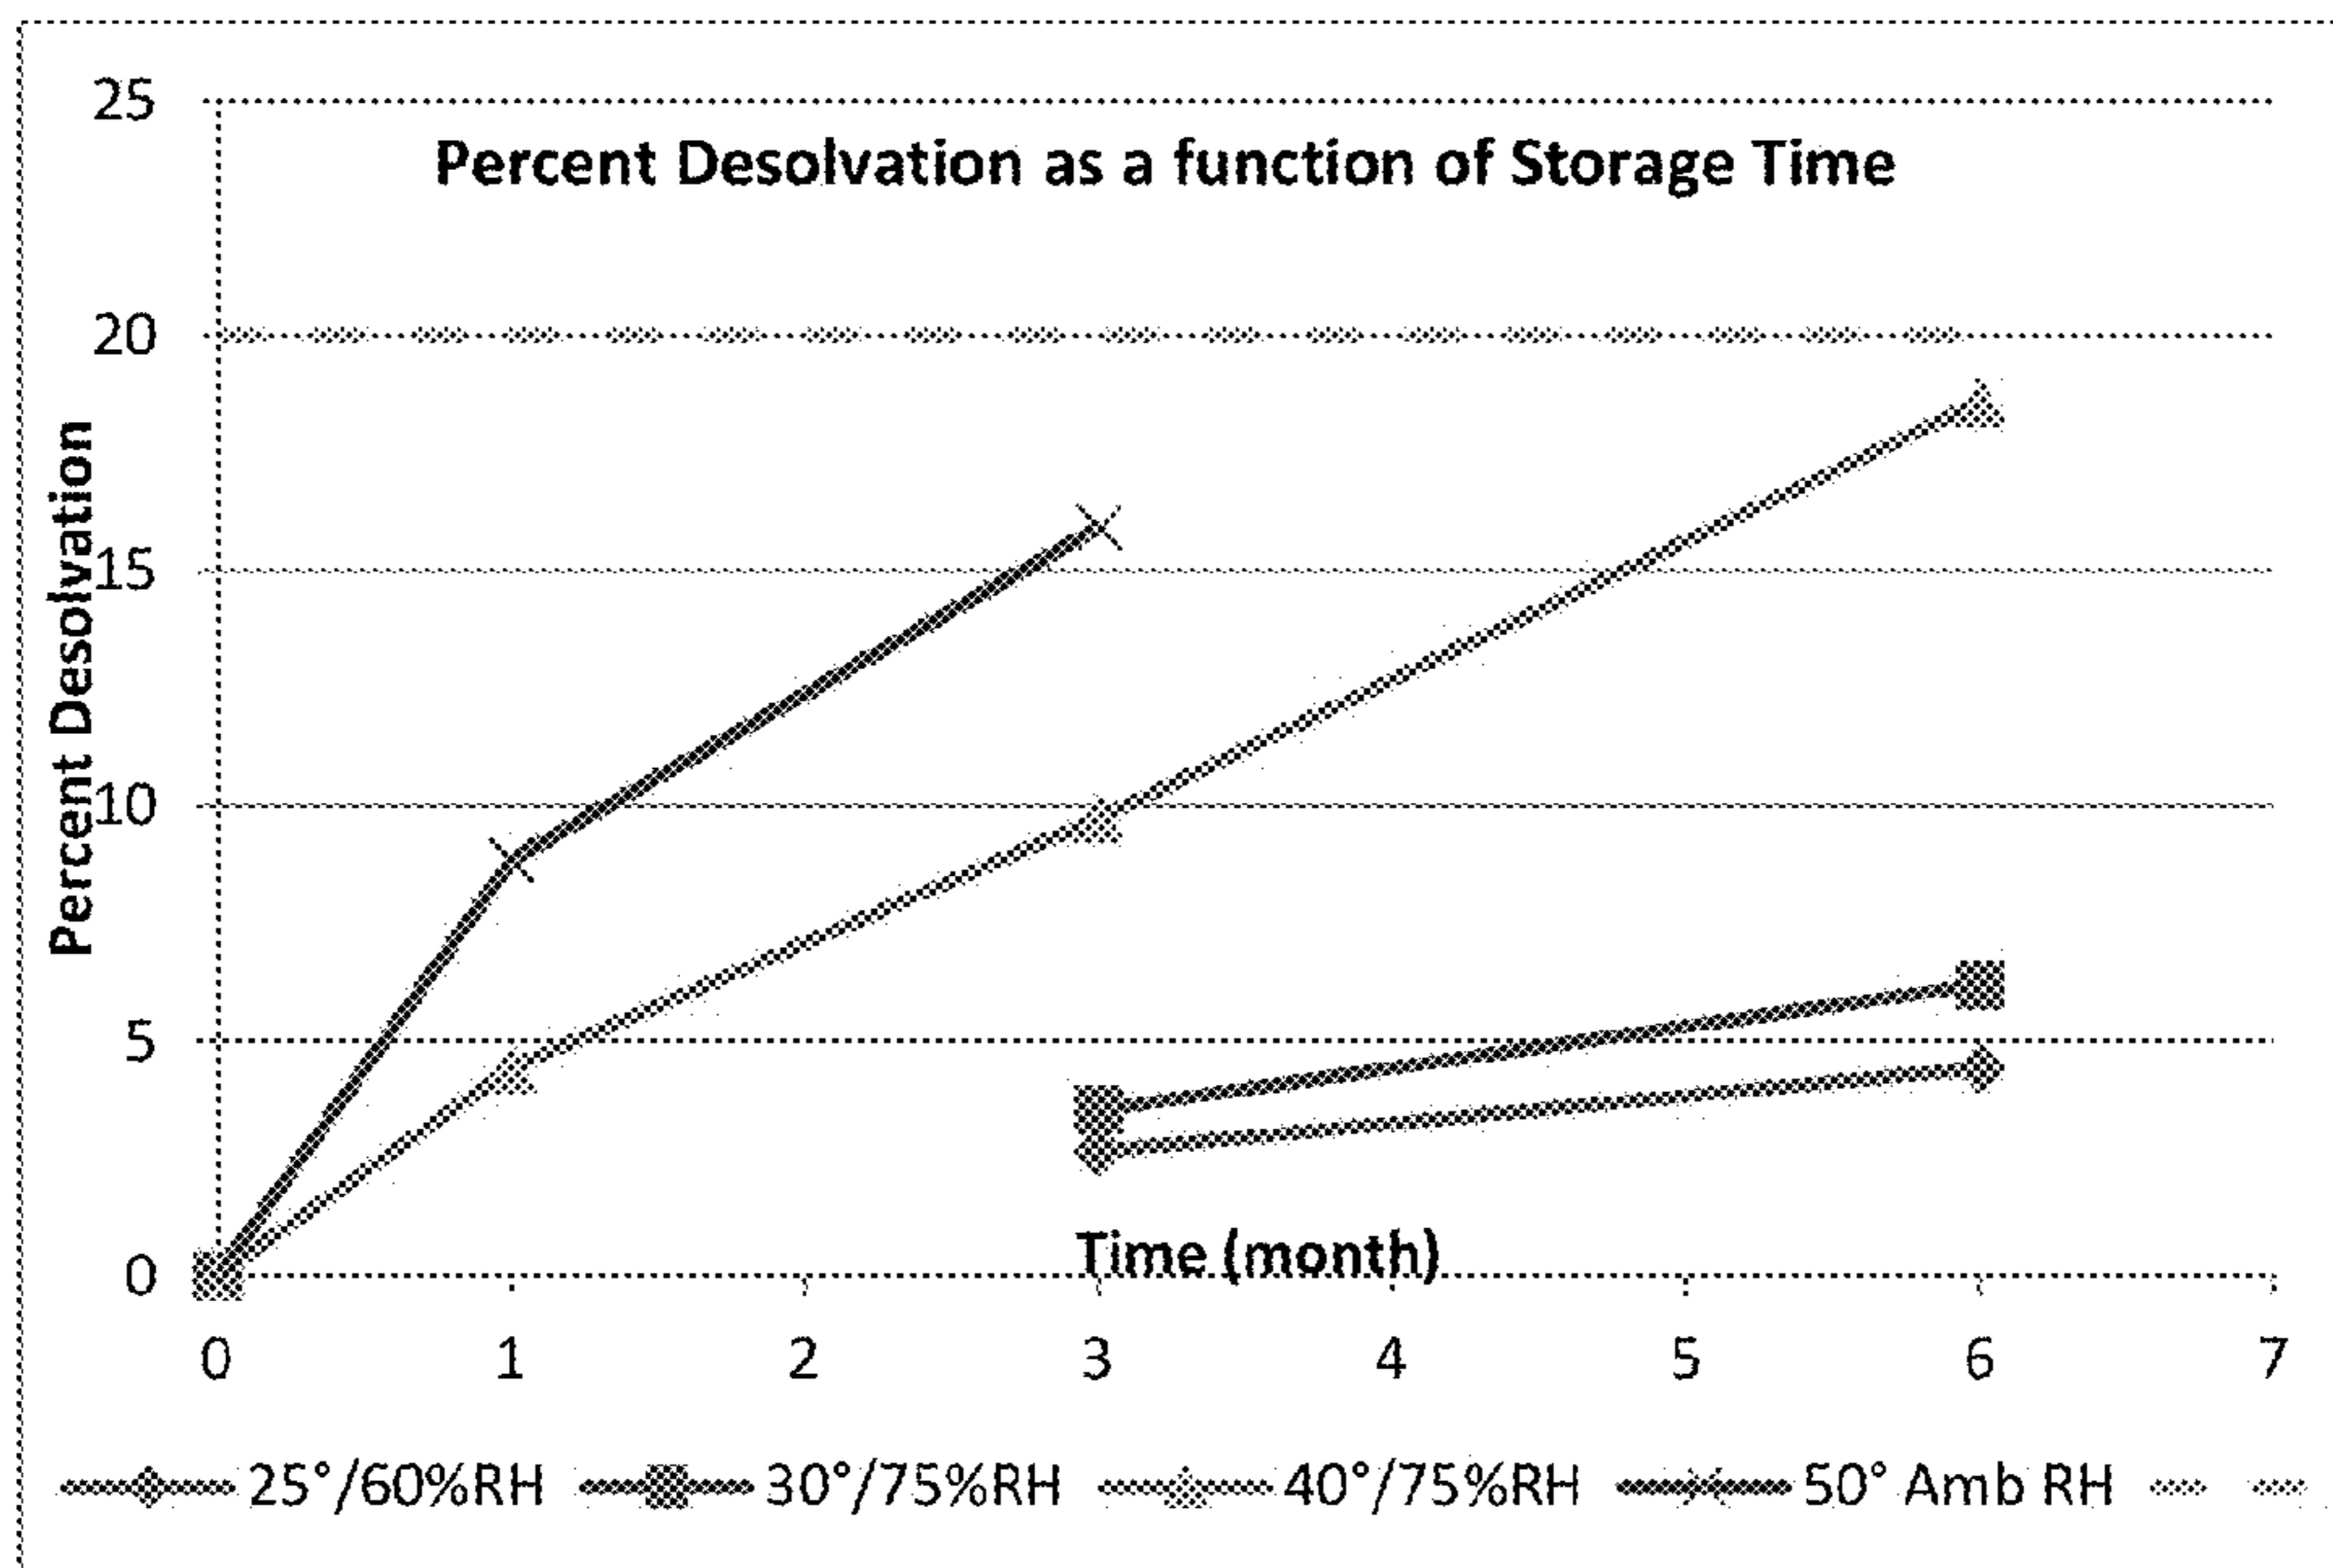 Percent Desolvation as a function of Storage Time
Percent Desolvation
25
20
15
10
5
0
Time (month)
0 1 2 3 4 5 6 7
25°/60%RH 30°/75%RH 40°/75%RH 50° Amb RH